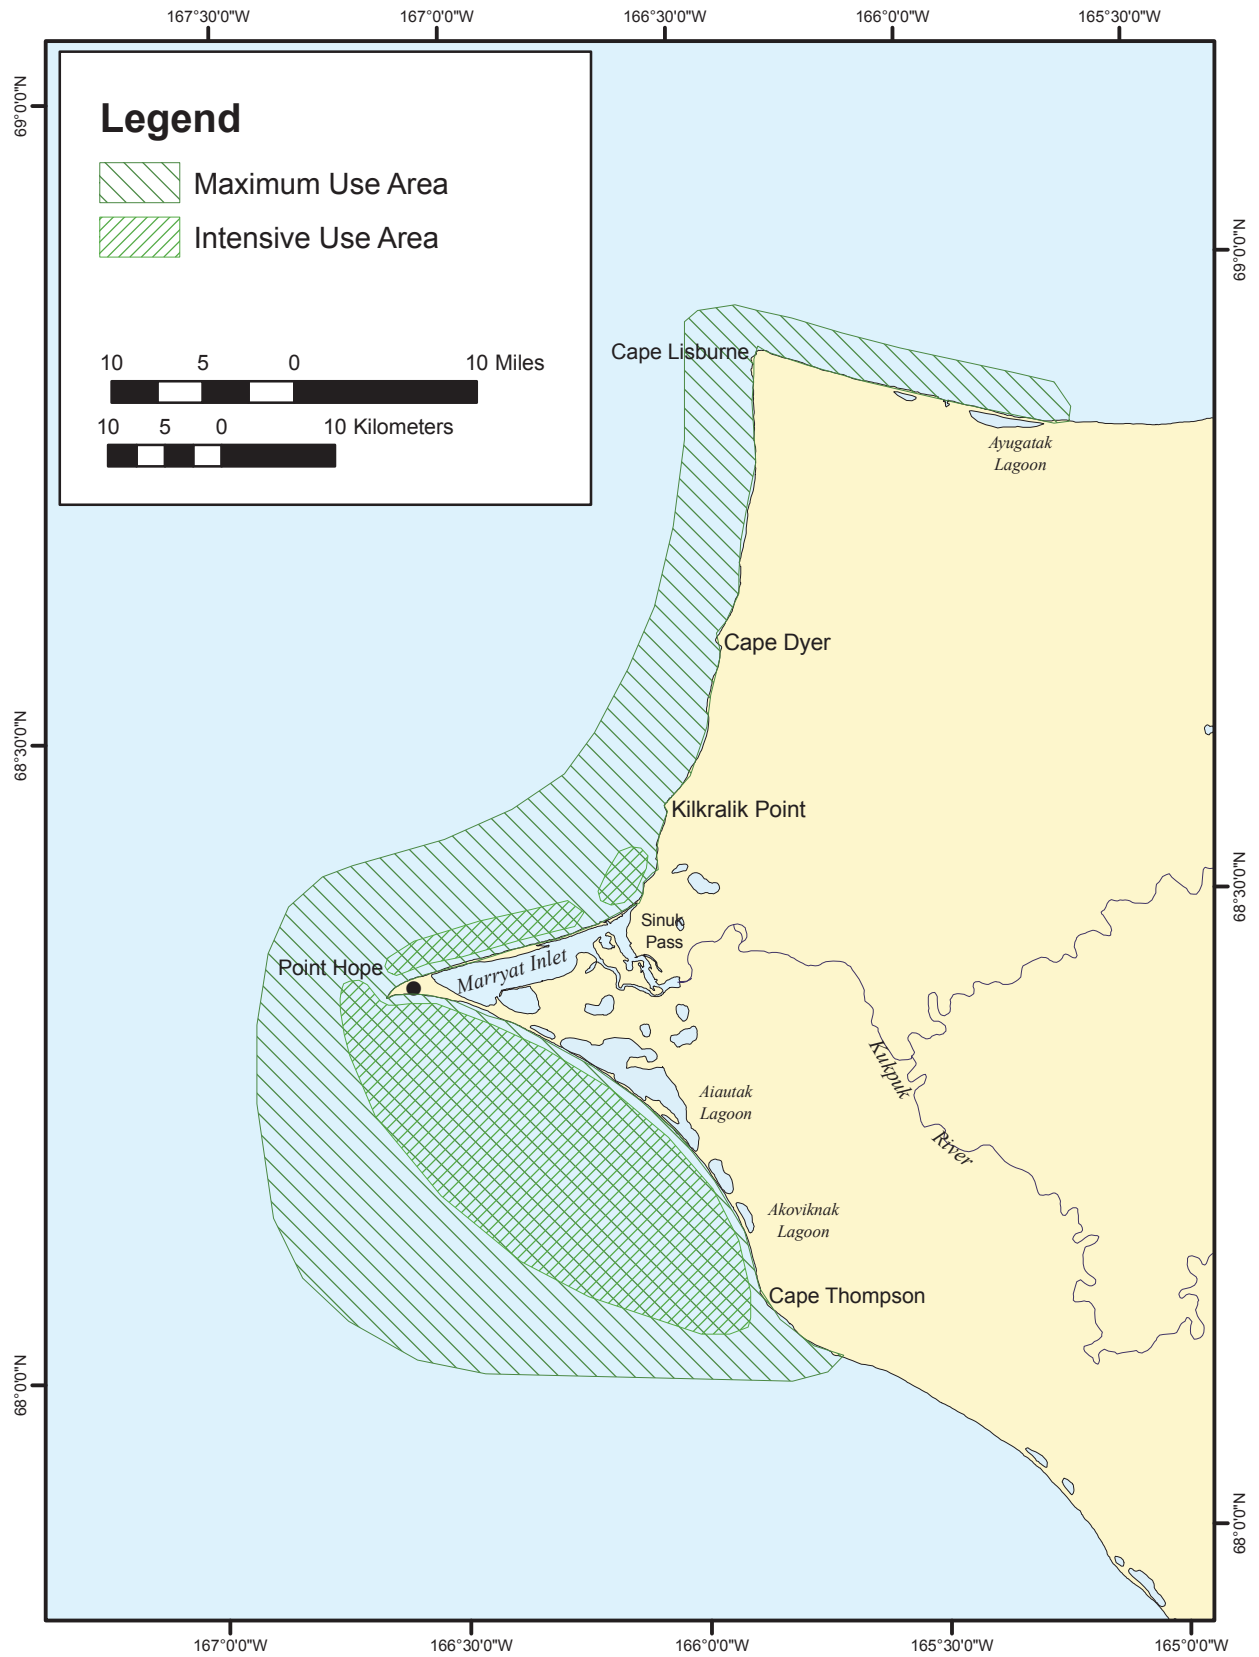 167°30'0"W 167°0'0"W 166°30'0"W 166°0'0"W 165°30'0"W
69°0'0"N
Legend
Maximum Use Area
Intensive Use Area
10 5 0 10 Miles
10 5 0 10 Kilometers
69°0'0"N
Cape Lisburne
Ayugatak
Lagoon
Cape Dyer
68°30'0"N
Kilkralik Point
68°30'0"N
Sinuk
Pass
Marryat Inlet
Point Hope
Kukpuk
River
Aiautak
Lagoon
Akoviknak
Lagoon
Cape Thompson
68°0'0"N
68°0'0"N
167°0'0"W 166°30'0"W 166°0'0"W 165°30'0"W 165°0'0"W